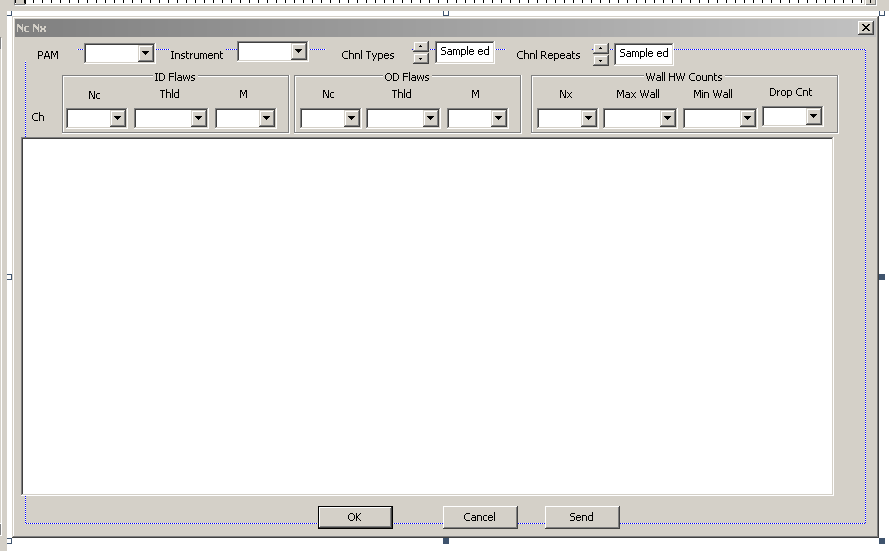 Nc Nx
PAM Instrument Chnl Types Sample ed Chnl Repeats Sample ed
ID Flaws OD Flaws Wall HW Counts
Nc Thld M Nc Thld M Nx Max Wall Min Wall Drop Cnt
Ch
OK Cancel Send